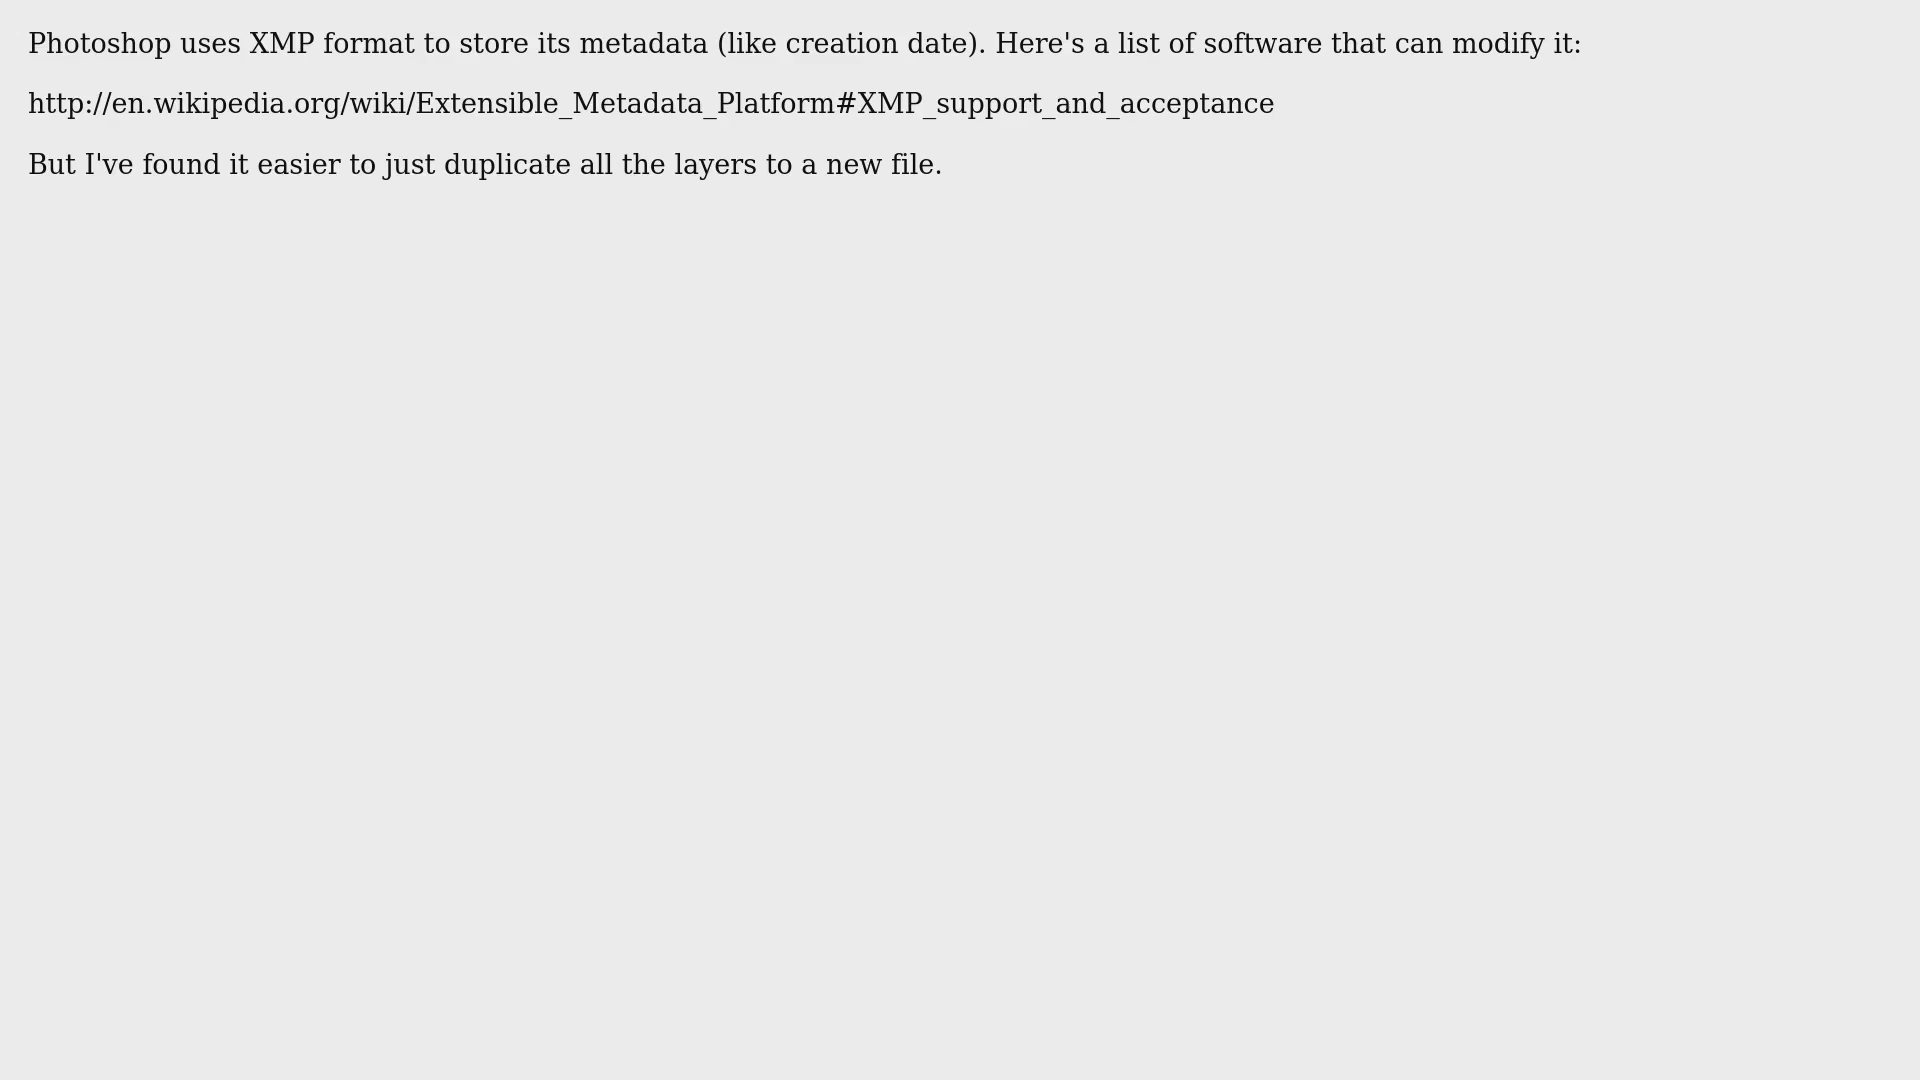 Photoshop uses XMP format to store its metadata (like creation date). Here's a list of software that can modify it:
http://en.wikipedia.org/wiki/Extensible_Metadata_Platform#XMP_support_and_acceptance
But I've found it easier to just duplicate all the layers to a new file.